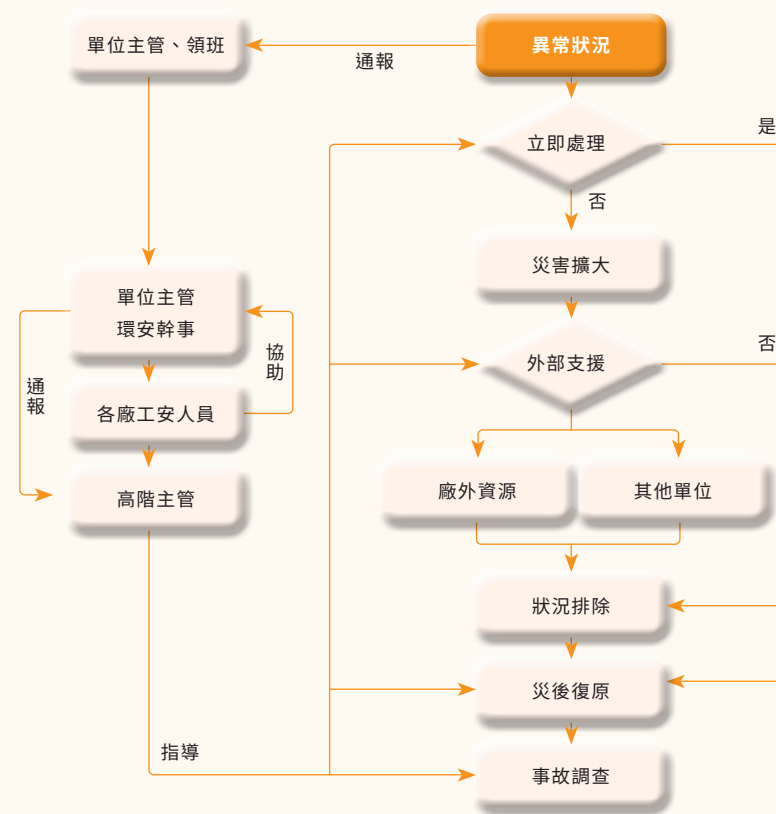 單位主管、領班
通報
異常狀況
立即處理
是
否
災害擴大
單位主管
環安幹事
協助
通報
各廠工安人員
高階主管
外部支援
否
廠外資源
其他單位
狀況排除
災後復原
指導
事故調查